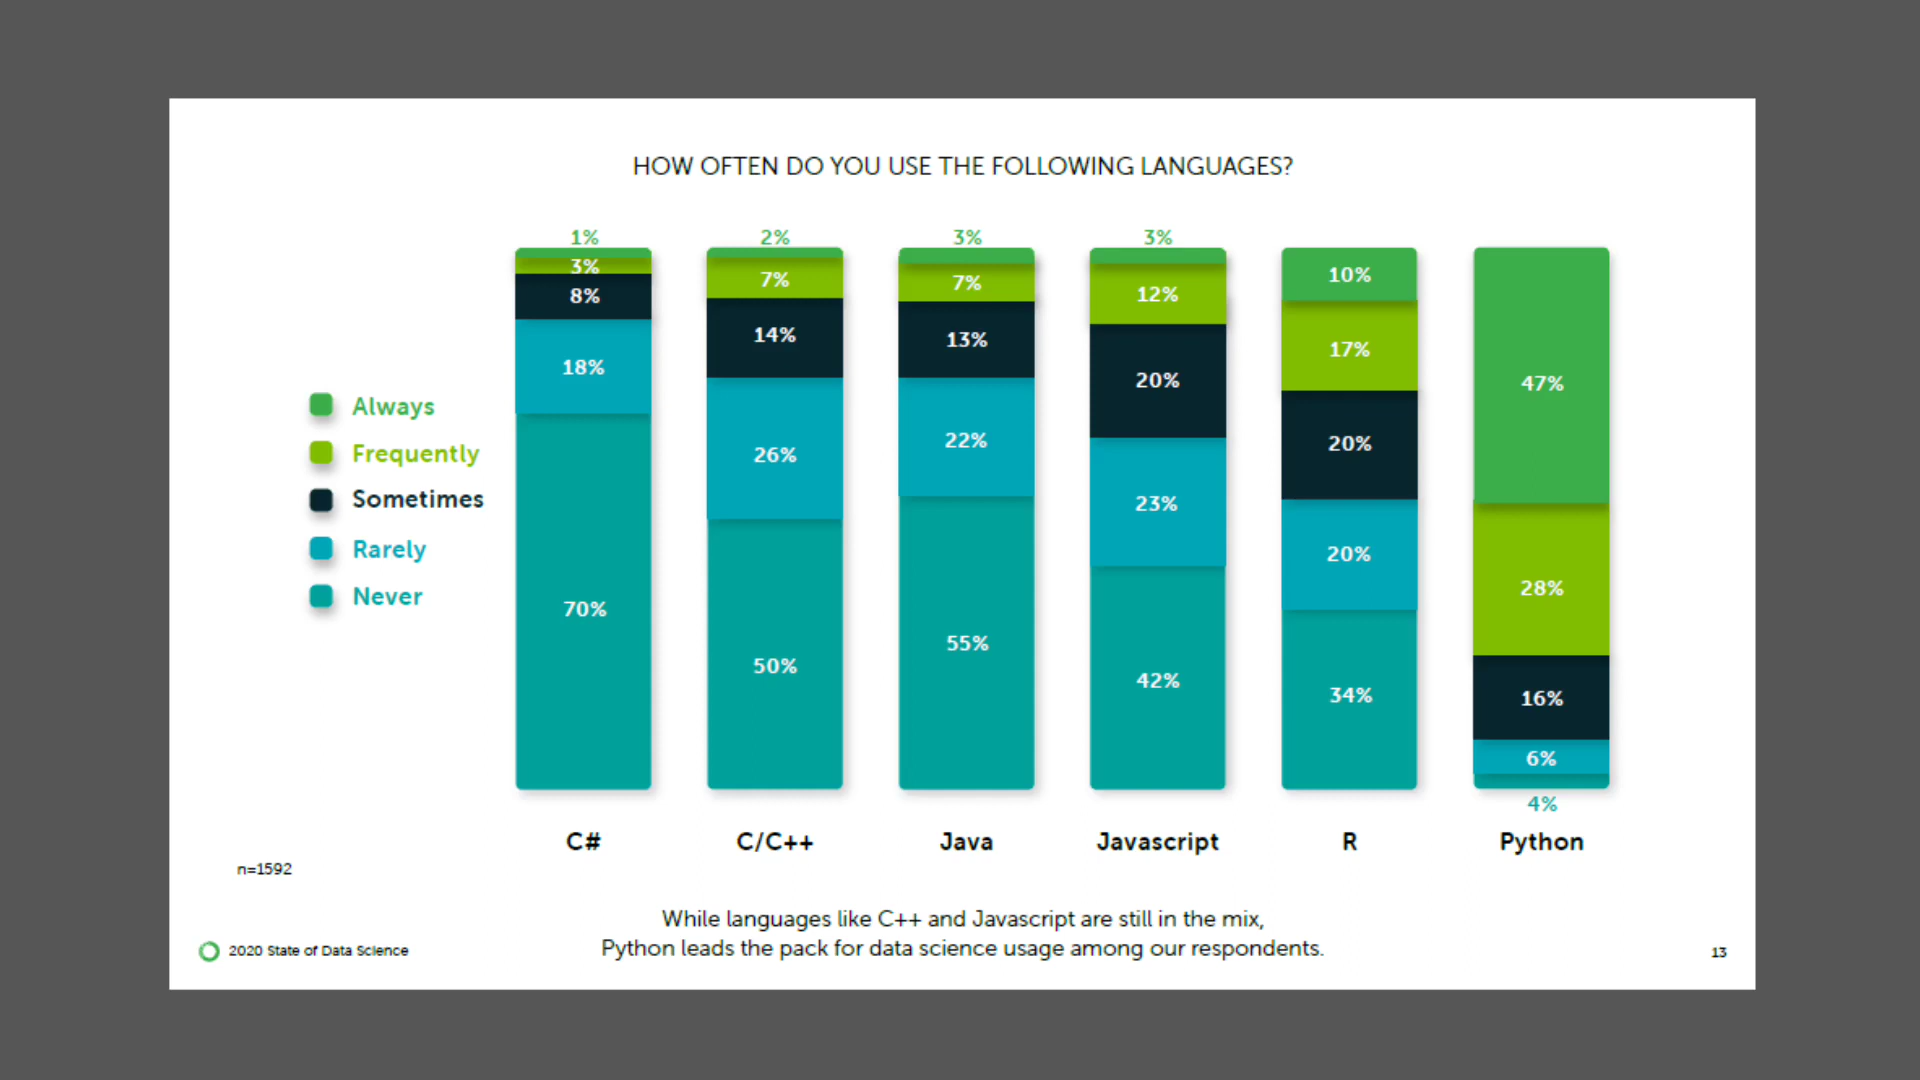 HOW OFTEN DO YOU USE THE FOLLOWING LANGUAGES?
1% 2% 3% 3%
3% 7% 7% 12% 10%
8% 14% 13% 20% 17% 47%
18% 26% 22% 23% 20% 28%
70% 50% 55% 42% 20% 16%
34% 6%
4%
Always
Frequently
Sometimes
Rarely
Never
C# C/C++ Java Javascript R Python
n=1592
While languages like C++ and Javascript are still in the mix,
Python leads the pack for data science usage among our respondents.
2020 State of Data Science
13